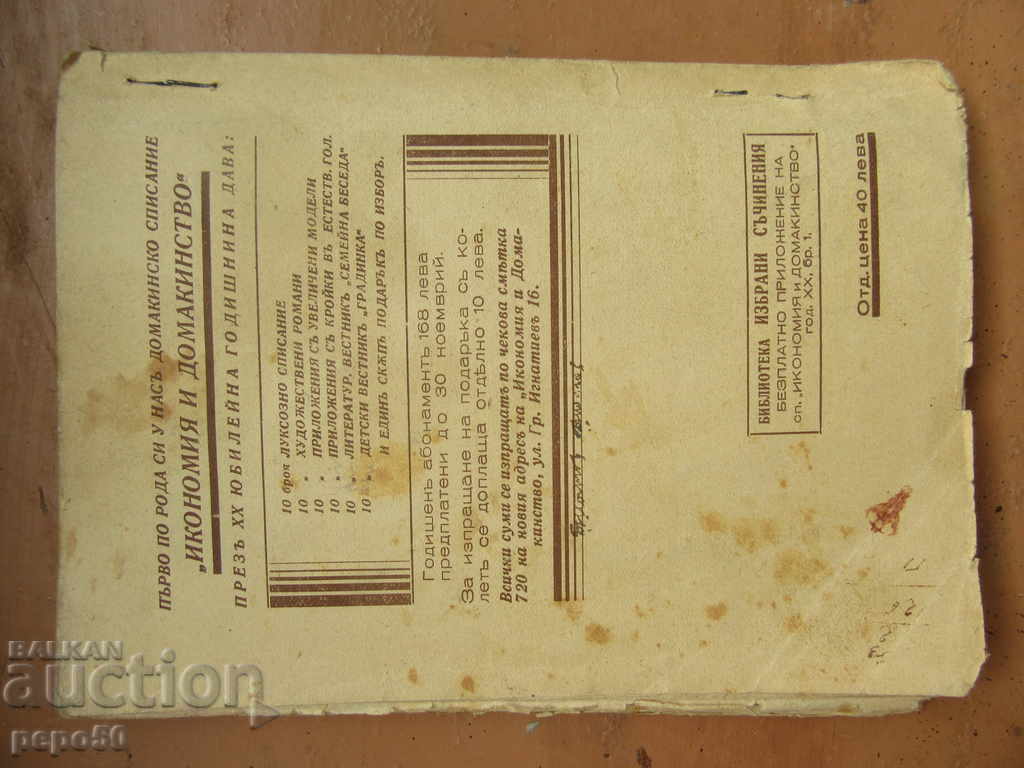 ПЪРВО ПО РОДА СИ У НАСЪ ДОМАКИНСКО СПИСАНИЕ
„ИКОНОМИЯ И ДОМАКИНСТВО“
ПРЕЗЪ XX ЮБИЛЕЙНА ГОДИШНИНА ДАВА:
10 броя ЛУКСОЗНО СПИСАНИЕ
10 „ ХУДОЖЕСТВЕНИ РОМАНИ
10 „ ПРИЛОЖЕНИЯ СЪ УВЕЛИЧЕНИ МОДЕЛИ
10 „ ПРИЛОЖЕНИЯ СЪ КРОЙКИ ВЪ ЕСТЕСТВ. ГОЛ.
10 „ ЛИТЕРАТУР. ВЕСТНИКЪ „СЕМЕЙНА БЕСЕДА“
10 „ ДЕТСКИ ВЕСТНИКЪ „ГРАДИНКА“
И ЕДИНЪ СКѪПЪ ПОДАРЪКЪ ПО ИЗБОРЪ.
Годишенъ абонаментъ 168 лева
предплатени до 30 ноемврий.
За изпращане на подаръка съ ко-
летъ се доплаща отдѣлно 10 лева.
Всички суми се изпращатъ по чекова смѣтка
720 на новия адресъ на „Икономия и Дома-
кинство, ул. Гр. Игнатиевъ 16.
БИБЛИОТЕКА ИЗБРАНИ СЪЧИНЕНИЯ
БЕЗПЛАТНО ПРИЛОЖЕНИЕ НА
сп. „ИКОНОМИЯ И ДОМАКИНСТВО“
год. XX, бр. 1.
Отд. цена 40 лева
BALKAN
auction
pepo50